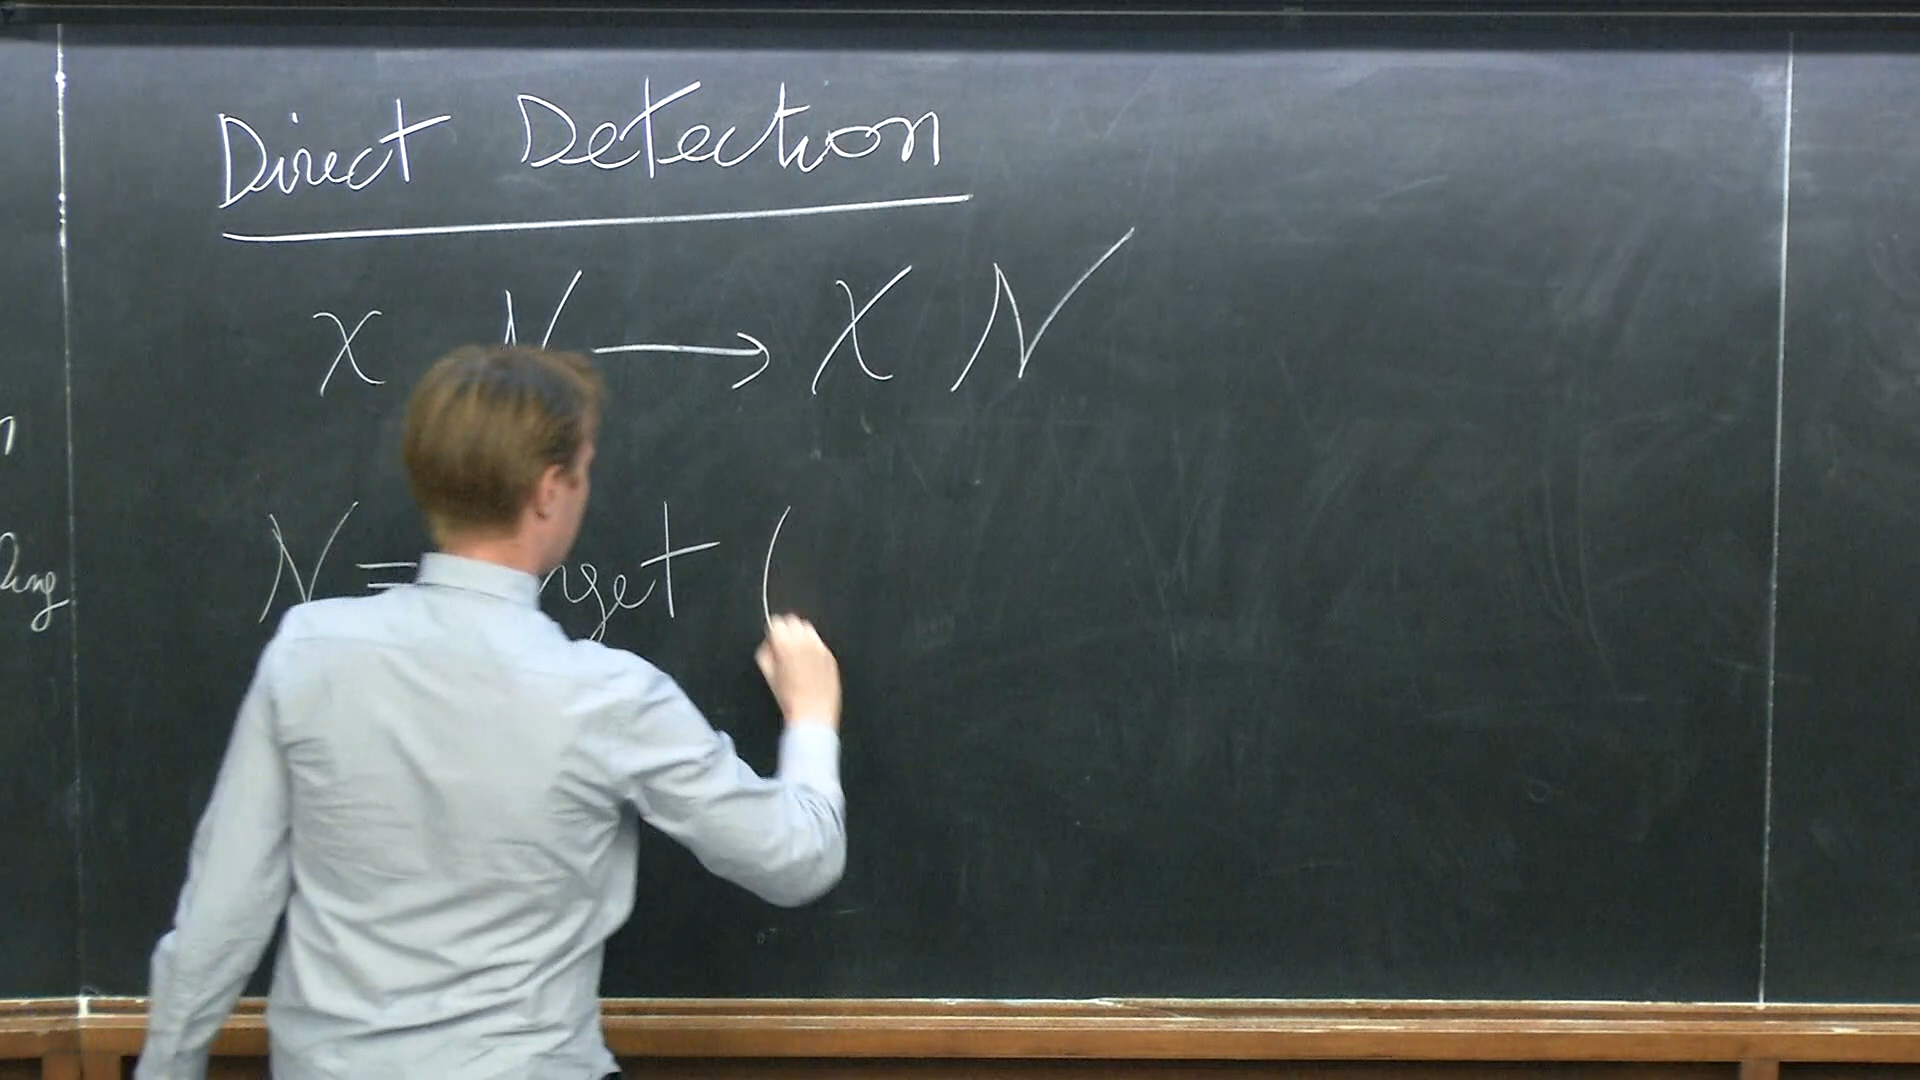 Direct Detection
χ N → χ N
N = target (